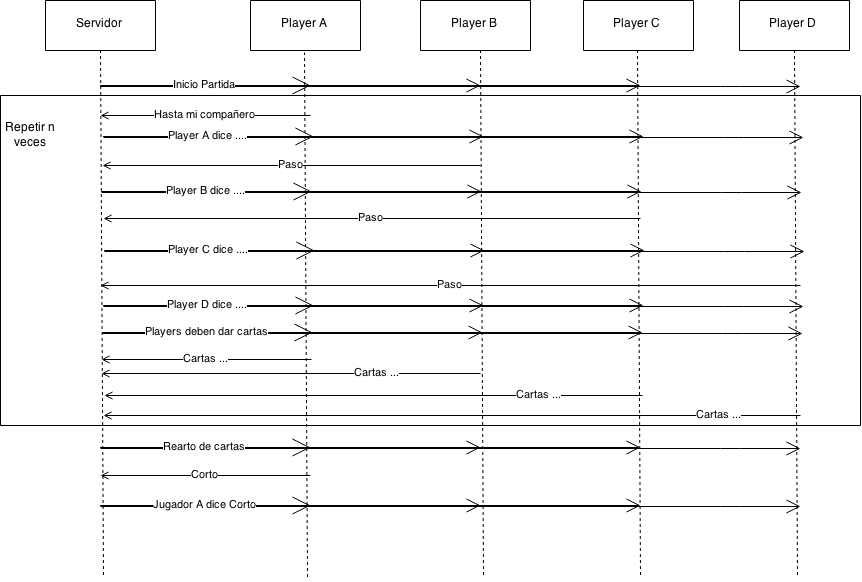 Servidor
Player A
Player B
Player C
Player D
Inicio Partida
Repetir n
veces
Hasta mi compañero
Player A dice ....
Paso
Player B dice ....
Paso
Player C dice ....
Paso
Player D dice ....
Players deben dar cartas
Cartas ...
Cartas ...
Cartas ...
Cartas ...
Rearto de cartas
Corto
Jugador A dice Corto